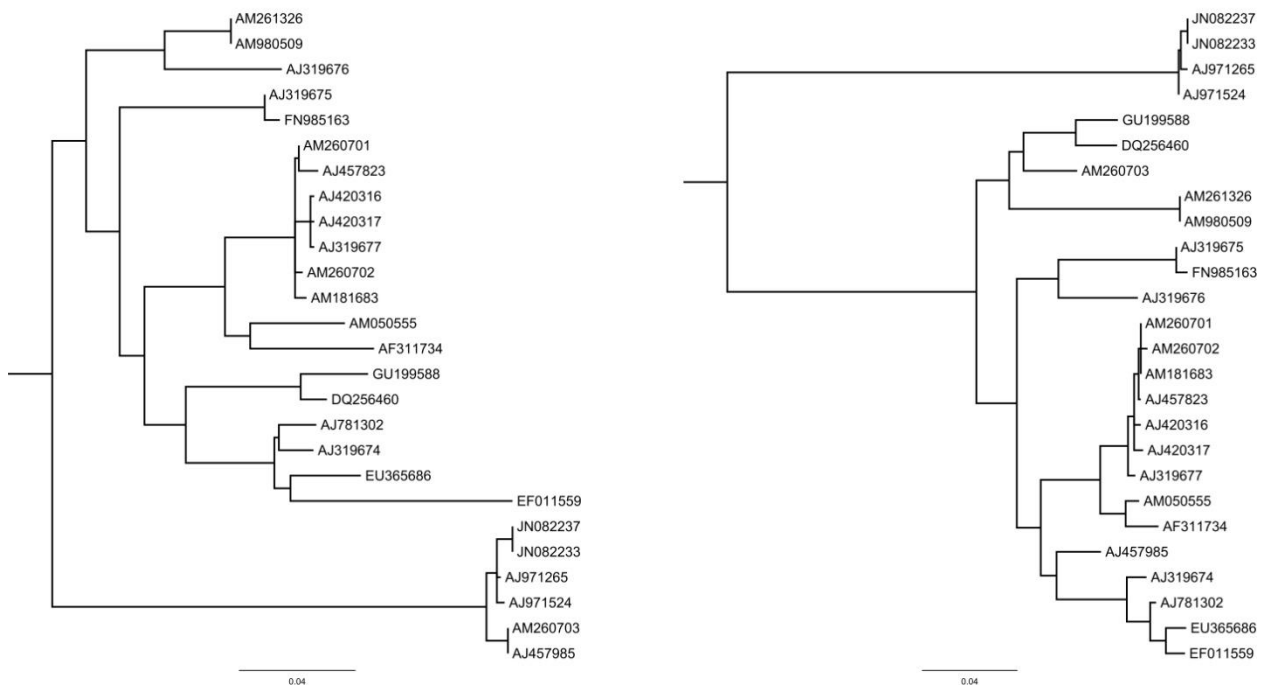 AM261326
AM980509
AJ319676
AJ319675
FN985163
AM260701
AJ457823
AJ420316
AJ420317
AJ319677
AM260702
AM181683
AM050555
AF311734
GU199588
DQ256460
AJ781302
AJ319674
EU365686
EF011559
JN082237
JN082233
AJ971265
AJ971524
AM260703
AJ457985
0.04
JN082237
JN082233
AJ971265
AJ971524
GU199588
DQ256460
AM260703
AM261326
AM980509
AJ319675
FN985163
AJ319676
AM260701
AM260702
AM181683
AJ457823
AJ420316
AJ420317
AJ319677
AM050555
AF311734
AJ457985
AJ319674
AJ781302
EU365686
EF011559
0.04